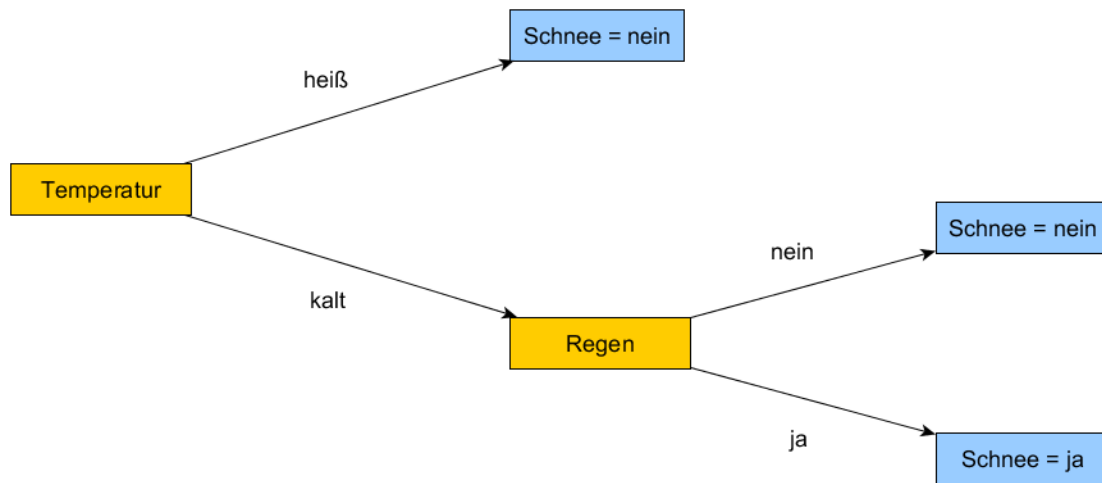 Schnee = nein
heiß
Temperatur
kalt
Schnee = nein
nein
Regen
ja
Schnee = ja